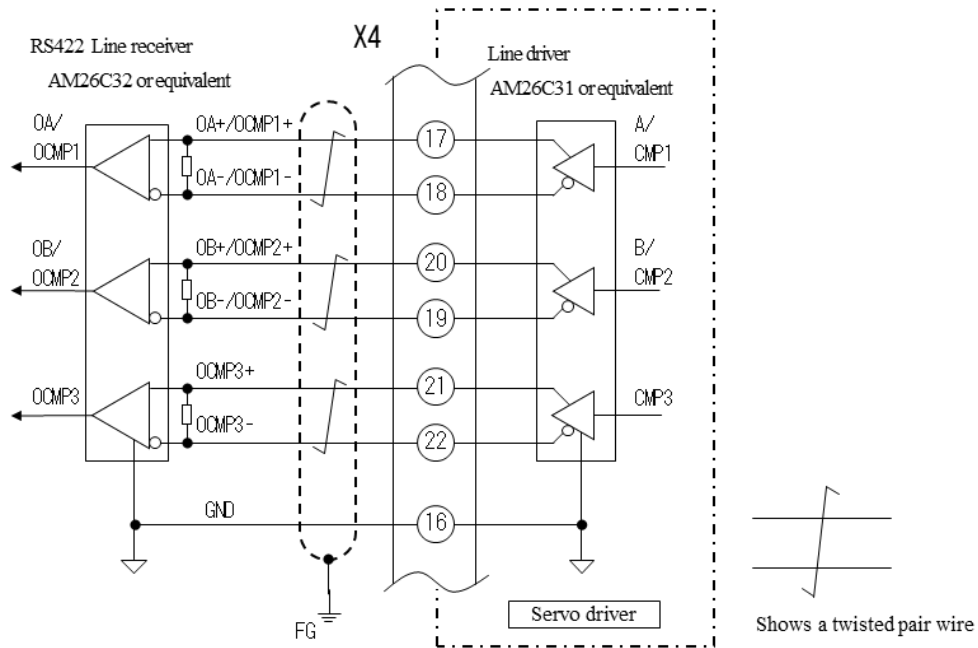 RS422 Line receiver
AM26C32 or equivalent
X4
Line driver
AM26C31 or equivalent
OA/
OCMP1
OA+/OCMP1+
OA-/OCMP1-
17
18
A/
CMP1
OB/
OCMP2
OB+/OCMP2+
OB-/OCMP2-
20
19
B/
CMP2
OCMP3
OCMP3+
OCMP3-
21
22
CMP3
GND
16
FG
Servo driver
Shows a twisted pair wire